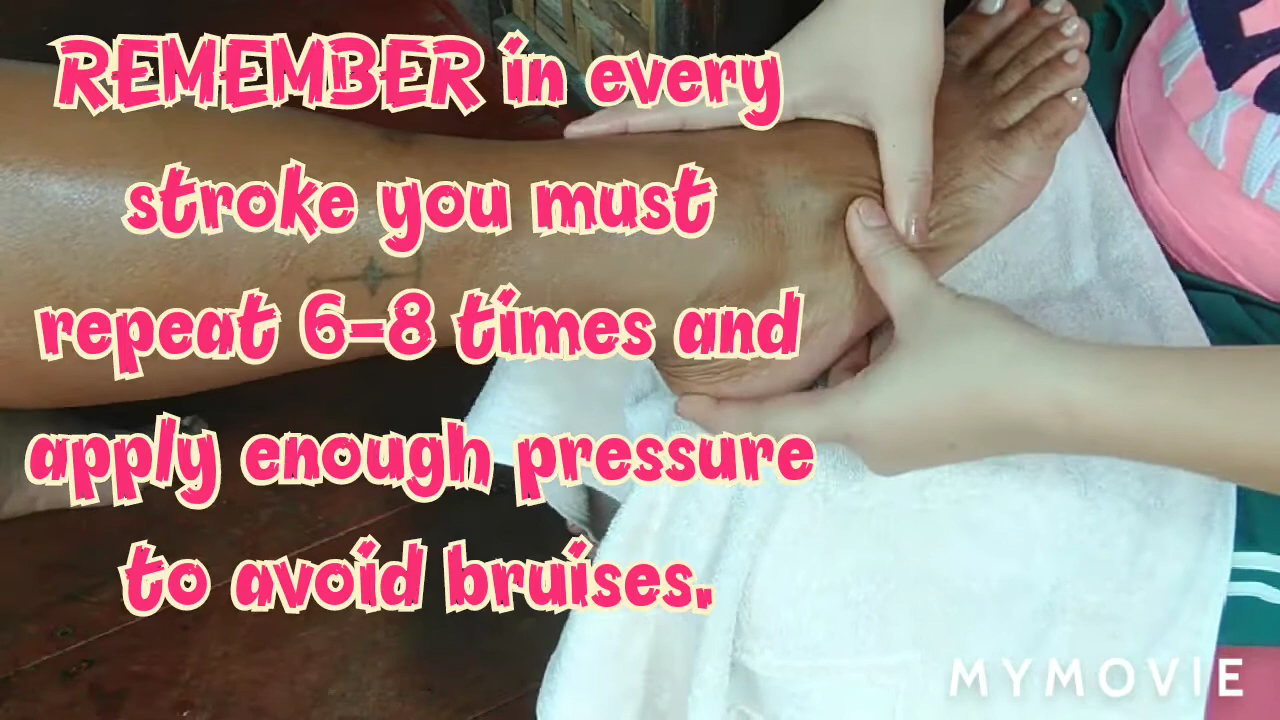 REMEMBER in every
stroke you must
repeat 6-8 times and
apply enough pressure
to avoid bruises.
MYMOVIE